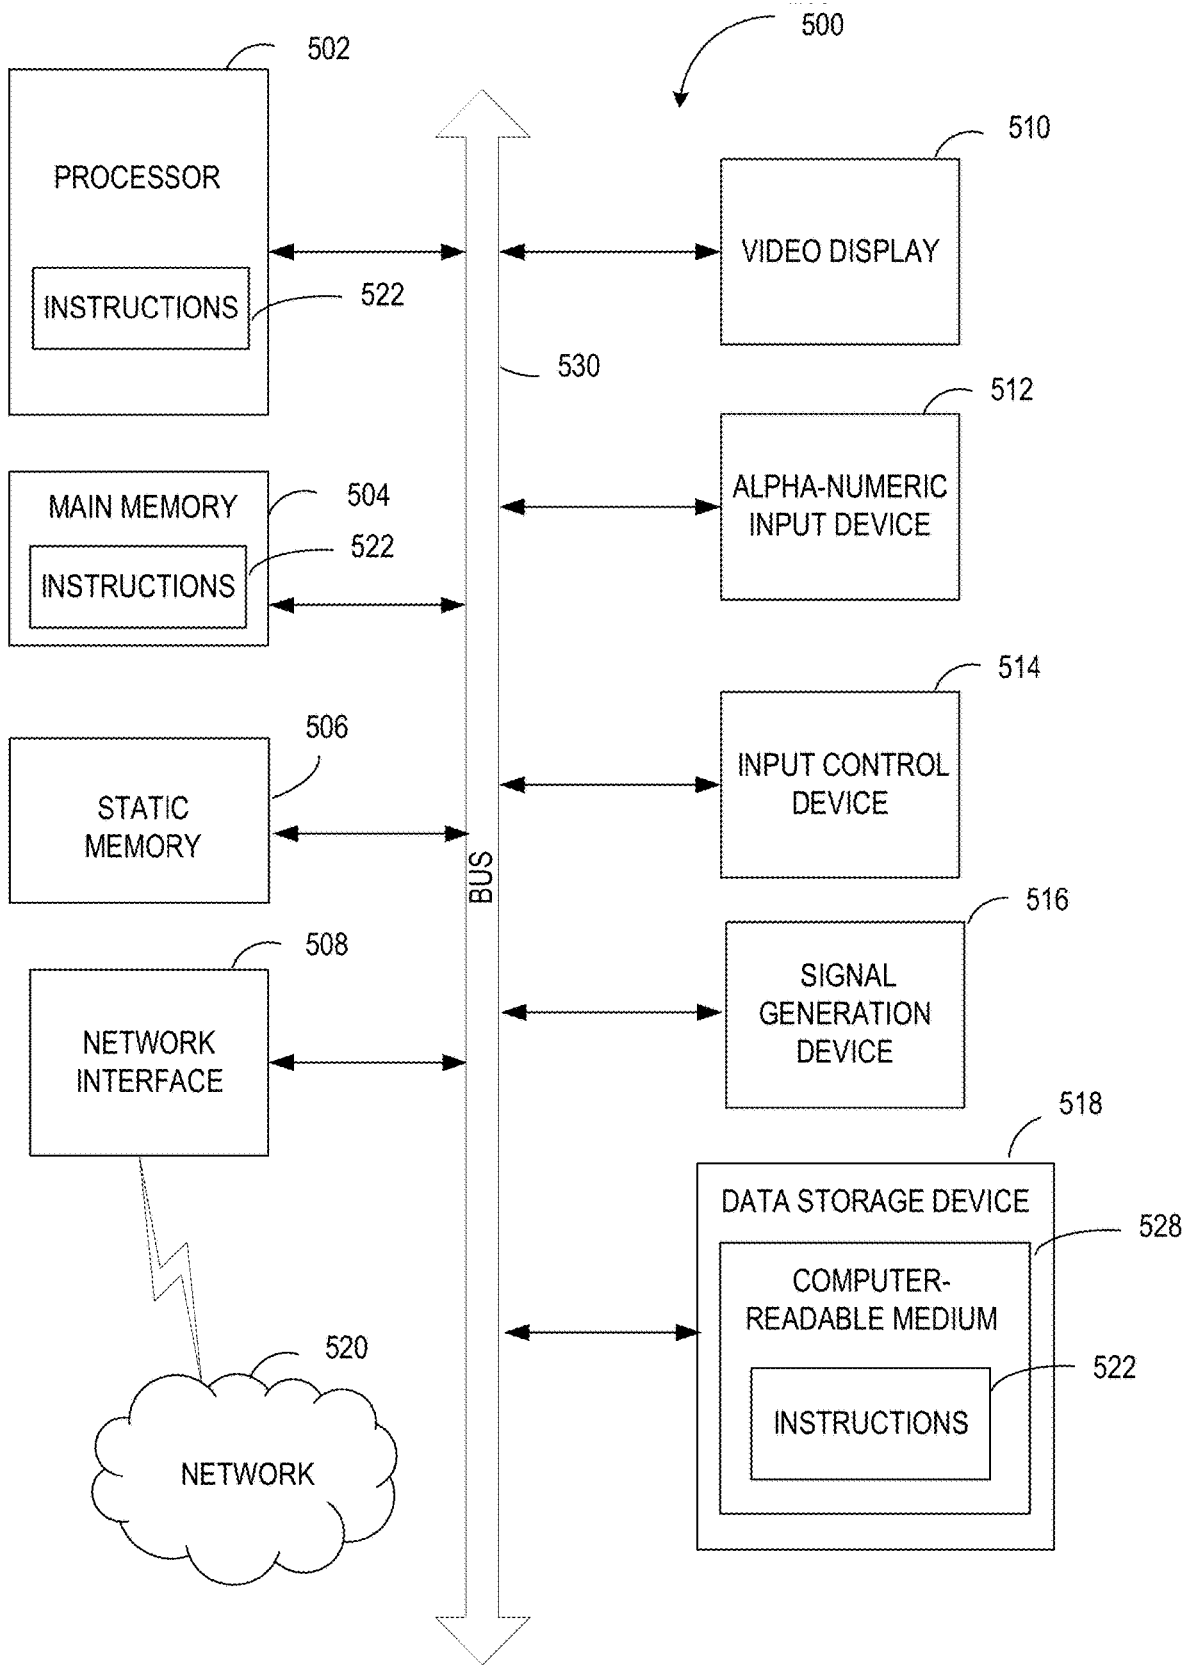 500
502
PROCESSOR
INSTRUCTIONS
522
MAIN MEMORY
504
INSTRUCTIONS
522
STATIC
MEMORY
506
NETWORK
INTERFACE
508
NETWORK
520
BUS
530
VIDEO DISPLAY
510
ALPHA-NUMERIC
INPUT DEVICE
512
INPUT CONTROL
DEVICE
514
SIGNAL
GENERATION
DEVICE
516
DATA STORAGE DEVICE
518
COMPUTER-
READABLE MEDIUM
528
INSTRUCTIONS
522